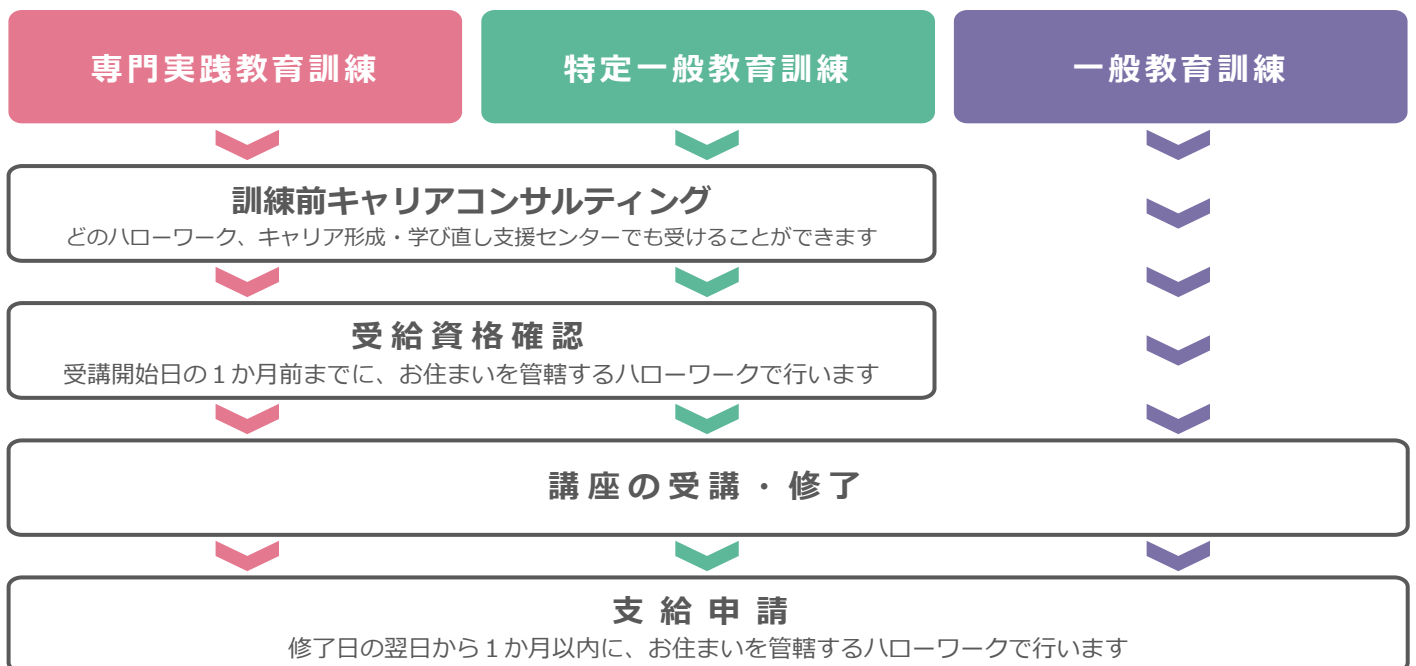 専門実践教育訓練
特定一般教育訓練
一般教育訓練
訓練前キャリアコンサルティング
どのハローワーク、キャリア形成・学び直し支援センターでも受けることができます
受給資格確認
受講開始日の１か月前までに、お住まいを管轄するハローワークで行います
講座の受講・修了
支給申請
修了日の翌日から１か月以内に、お住まいを管轄するハローワークで行います